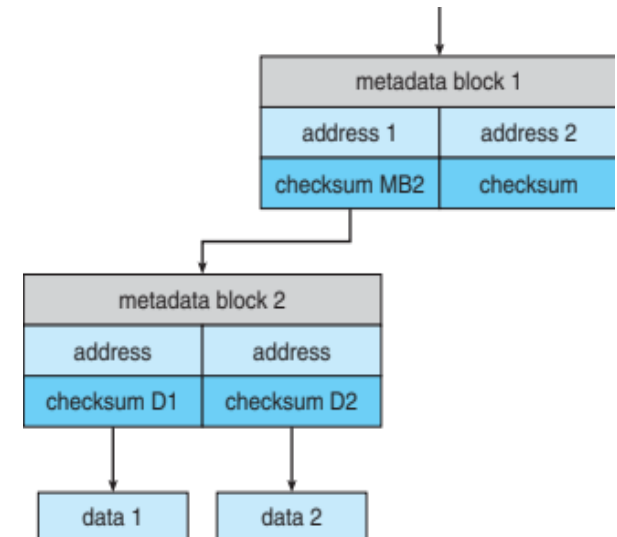 metadata block 1
address 1 address 2
checksum MB2 checksum
metadata block 2
address address
checksum D1 checksum D2
data 1 data 2